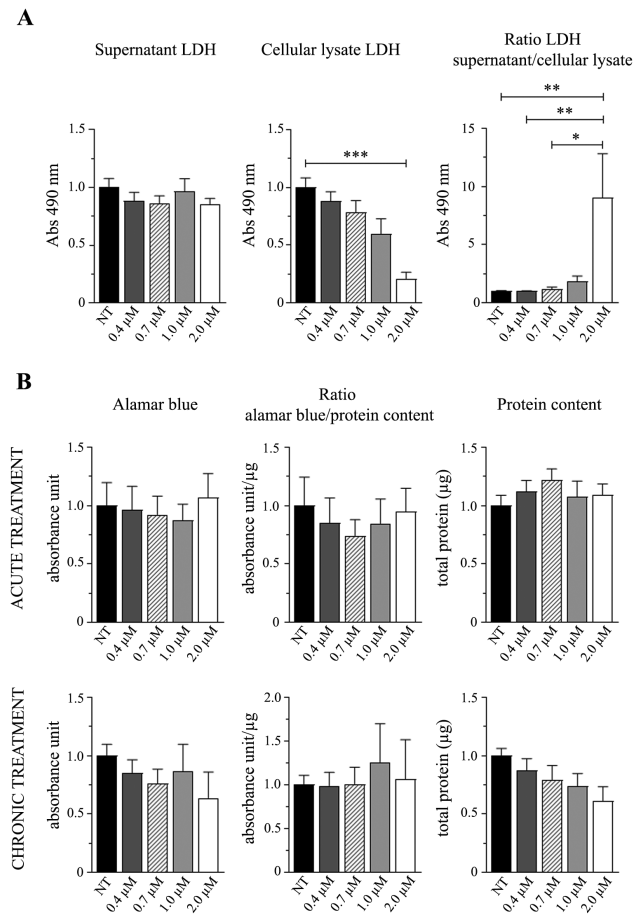 A
Supernatant LDH
Cellular lysate LDH
Ratio LDH
supernatant/cellular lysate
Abs 490 nm
1.5
1.0
0.5
0
NT
0.4 µM
0.7 µM
1.0 µM
2.0 µM
Abs 490 nm
1.5
1.0
0.5
0
***
NT
0.4 µM
0.7 µM
1.0 µM
2.0 µM
Abs 490 nm
15
10
5
0
**
**
*
NT
0.4 µM
0.7 µM
1.0 µM
2.0 µM
B
Alamar blue
Ratio
alamar blue/protein content
Protein content
ACUTE TREATMENT
absorbance unit
1.5
1.0
0.5
0
NT
0.4 µM
0.7 µM
1.0 µM
2.0 µM
absorbance unit/µg
1.5
1.0
0.5
0
NT
0.4 µM
0.7 µM
1.0 µM
2.0 µM
total protein (µg)
1.5
1.0
0.5
0
NT
0.4 µM
0.7 µM
1.0 µM
2.0 µM
CHRONIC TREATMENT
absorbance unit
1.5
1.0
0.5
0
NT
0.4 µM
0.7 µM
1.0 µM
2.0 µM
absorbance unit/µg
2.0
1.5
1.0
0.5
0
NT
0.4 µM
0.7 µM
1.0 µM
2.0 µM
total protein (µg)
1.5
1.0
0.5
0
NT
0.4 µM
0.7 µM
1.0 µM
2.0 µM